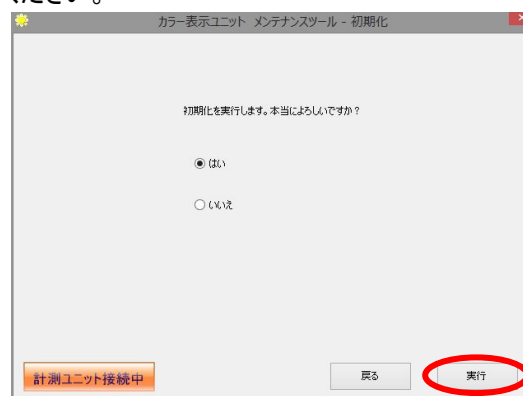 ください。
カラー表示ユニット メンテナンスツール - 初期化
初期化を実行します。本当によろしいですか？
はい
いいえ
計測ユニット接続中
戻る
実行